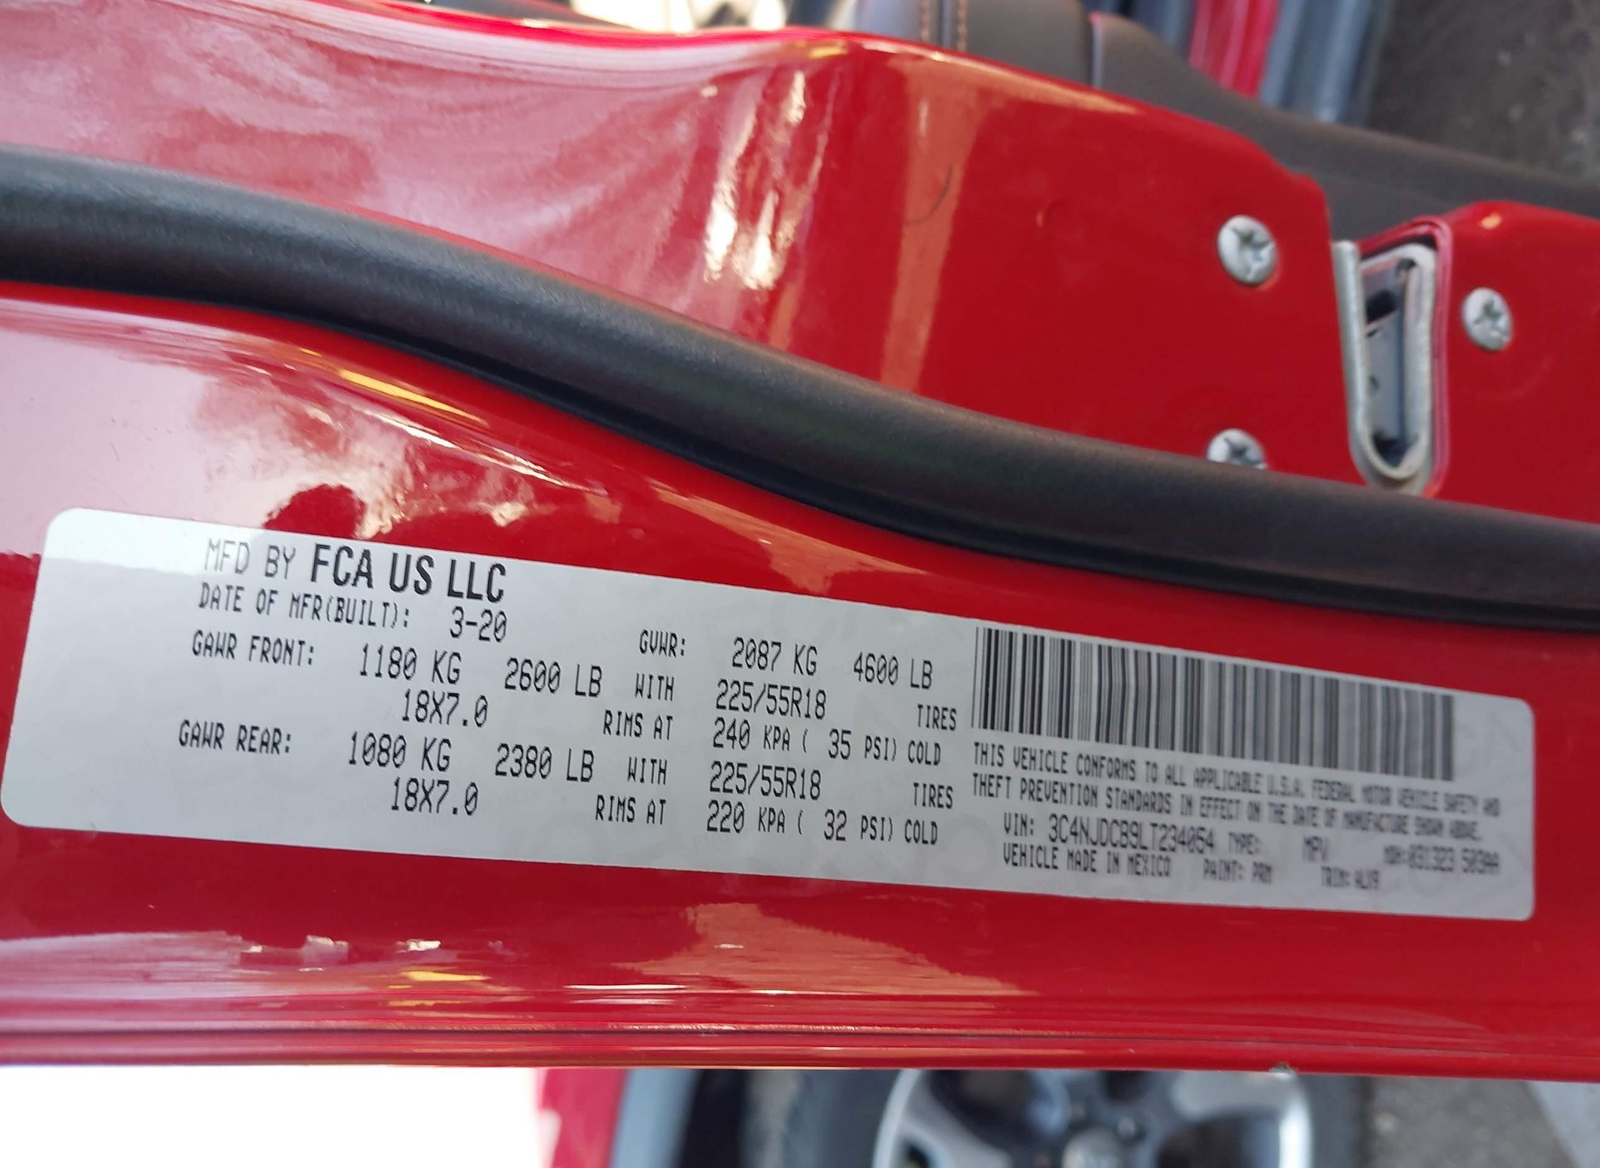 MFD BY FCA US LLC
DATE OF MFR(BUILT): 3-20
GVWR: 2087 KG 4600 LB
GAWR FRONT: 1180 KG 2600 LB WITH 225/55R18 TIRES
18X7.0 RIMS AT 240 KPA ( 35 PSI) COLD
GAWR REAR: 1080 KG 2380 LB WITH 225/55R18 TIRES
18X7.0 RIMS AT 220 KPA ( 32 PSI) COLD
THIS VEHICLE CONFORMS TO ALL APPLICABLE U.S.A. FEDERAL MOTOR VEHICLE SAFETY AND
THEFT PREVENTION STANDARDS IN EFFECT ON THE DATE OF MANUFACTURE SHOWN ABOVE.
VIN: 3C4NJDCB9LT234054 TYPE: MPV
VEHICLE MADE IN MEXICO PAINT: PRM TRIM: